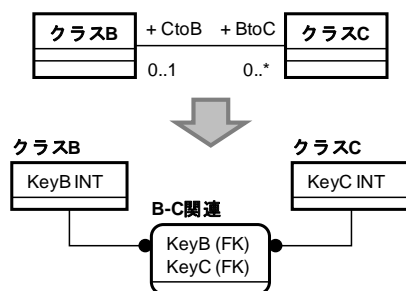 クラスB
+ CtoB
+ BtoC
クラスC
0..1
0..*
クラスB
クラスC
KeyB INT
KeyC INT
B-C関連
KeyB (FK)
KeyC (FK)